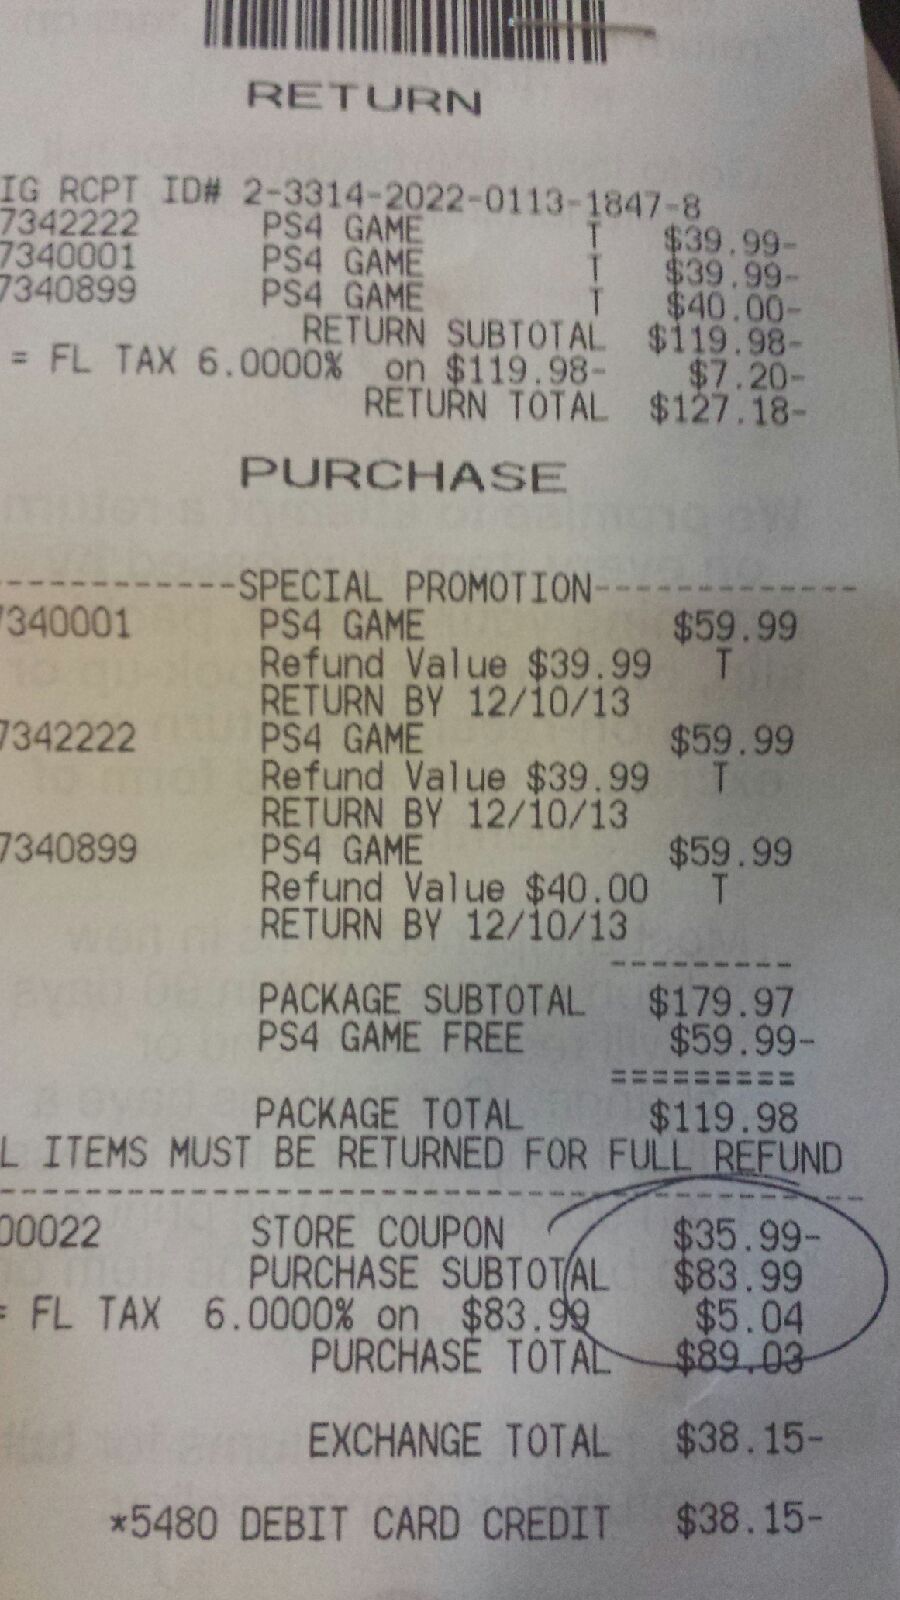 RETURN
IG RCPT ID# 2-3314-2022-0113-1847-8
7342222 PS4 GAME T $39.99-
7340001 PS4 GAME T $39.99-
7340899 PS4 GAME T $40.00-
RETURN SUBTOTAL $119.98-
= FL TAX 6.0000% on $119.98- $7.20-
RETURN TOTAL $127.18-
PURCHASE
------------SPECIAL PROMOTION-------------
7340001 PS4 GAME $59.99
Refund Value $39.99 T
RETURN BY 12/10/13
7342222 PS4 GAME $59.99
Refund Value $39.99 T
RETURN BY 12/10/13
7340899 PS4 GAME $59.99
Refund Value $40.00 T
RETURN BY 12/10/13
---------
PACKAGE SUBTOTAL $179.97
PS4 GAME FREE $59.99-
=========
PACKAGE TOTAL $119.98
L ITEMS MUST BE RETURNED FOR FULL REFUND
------------------------------------------
00022 STORE COUPON $35.99-
PURCHASE SUBTOTAL $83.99
= FL TAX 6.0000% on $83.99 $5.04
PURCHASE TOTAL $89.03
EXCHANGE TOTAL $38.15-
*5480 DEBIT CARD CREDIT $38.15-